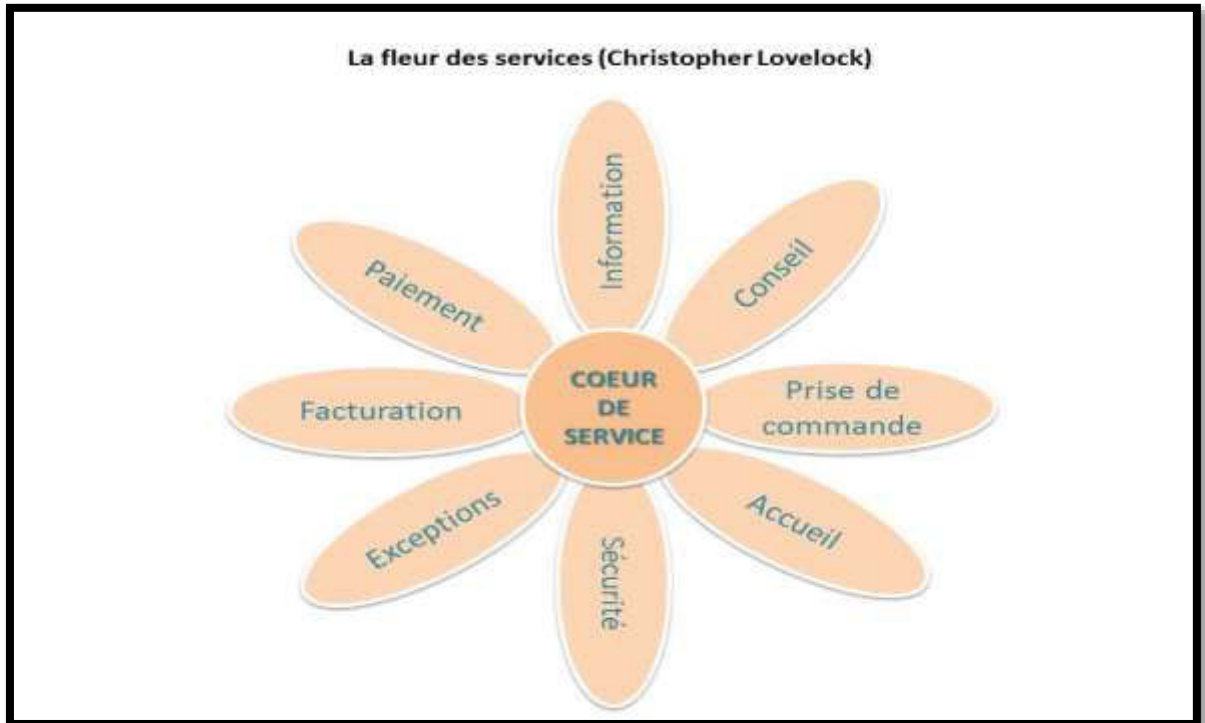 La fleur des services (Christopher Lovelock)
Information
Conseil
Prise de
commande
Accueil
Sécurité
Exceptions
Facturation
Paiement
COEUR
DE
SERVICE